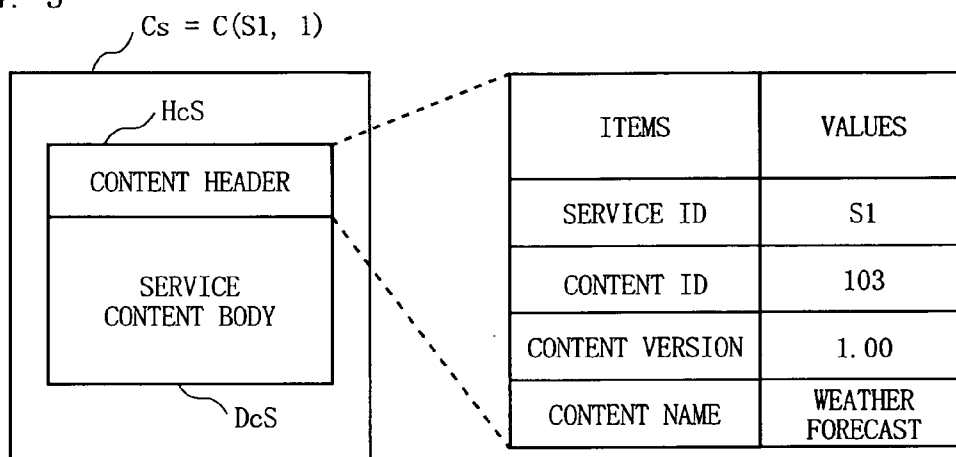 Cs = C(S1, 1)
HcS
CONTENT HEADER
SERVICE
CONTENT BODY
DcS
ITEMS VALUES
SERVICE ID S1
CONTENT ID 103
CONTENT VERSION 1.00
CONTENT NAME WEATHER
FORECAST